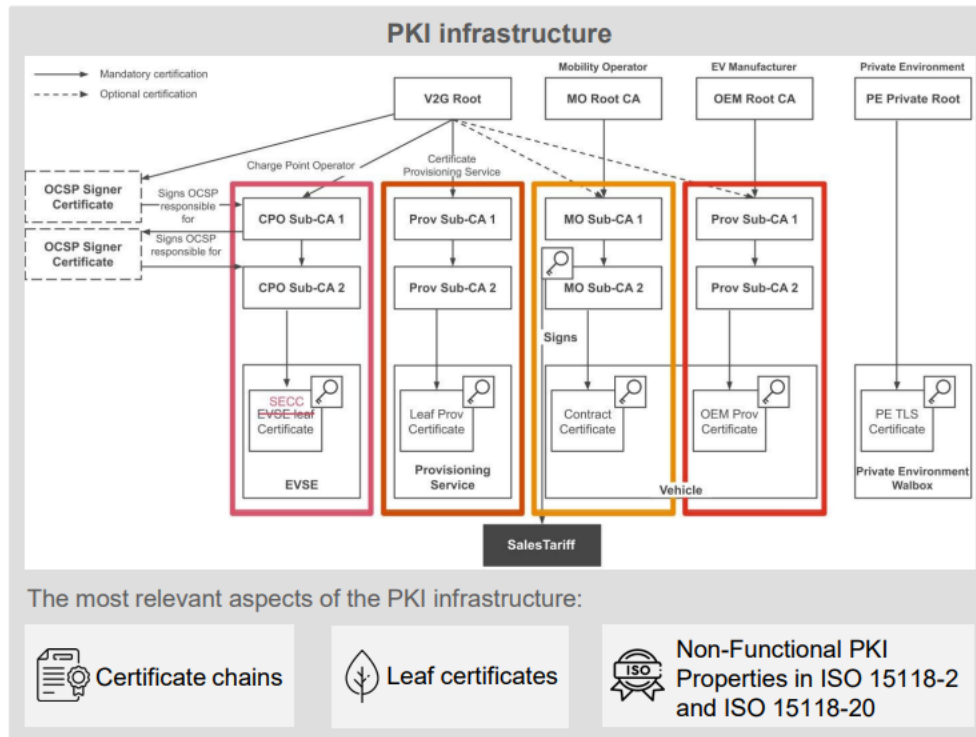 PKI infrastructure
Mandatory certification
Optional certification
Mobility Operator
EV Manufacturer
Private Environment
V2G Root
MO Root CA
OEM Root CA
PE Private Root
Charge Point Operator
Certificate
Provisioning Service
OCSP Signer
Certificate
Signs OCSP
responsible
for
CPO Sub-CA 1
Prov Sub-CA 1
MO Sub-CA 1
Prov Sub-CA 1
OCSP Signer
Certificate
Signs OCSP
responsible for
CPO Sub-CA 2
Prov Sub-CA 2
MO Sub-CA 2
Prov Sub-CA 2
Signs
SECC
EVSE leaf
Certificate
EVSE
Leaf Prov
Certificate
Provisioning
Service
Contract
Certificate
OEM Prov
Certificate
Vehicle
PE TLS
Certificate
Private Environment
Walbox
SalesTariff
The most relevant aspects of the PKI infrastructure:
Certificate chains
Leaf certificates
ISO
Non-Functional PKI
Properties in ISO 15118-2
and ISO 15118-20